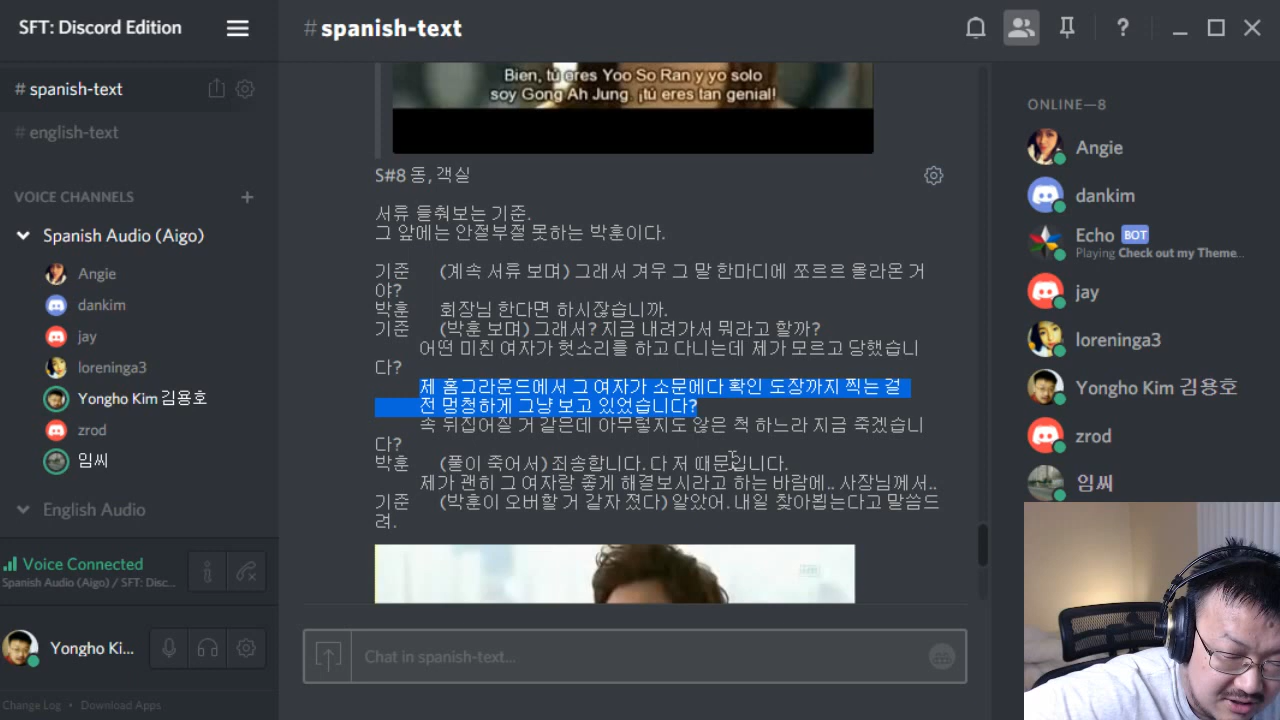 SFT: Discord Edition
# spanish-text
Bien, tú eres Yoo So Ran y yo solo
soy Gong Ah Jung. ¡tú eres tan genial!
# spanish-text
# english-text
VOICE CHANNELS
Spanish Audio (Aigo)
Angie
dankim
jay
loreninga3
Yongho Kim 김용호
zrod
임씨
English Audio
Voice Connected
Spanish Audio (Aigo) / SFT: Disc...
Yongho Ki...
Change Log • Download Apps
S#8 동, 객실
서류 들춰보는 기준.
그 앞에는 안절부절 못하는 박훈이다.
기준 (계속 서류 보며) 그래서 겨우 그 말 한마디에 쪼르르 올라온 거
야?
박훈 회장님 한다면 하시잖습니까.
기준 (박훈 보며) 그래서? 지금 내려가서 뭐라고 할까?
어떤 미친 여자가 헛소리를 하고 다니는데 제가 모르고 당했습니
다?
제 홈그라운드에서 그 여자가 소문에다 확인 도장까지 찍는 걸
전 멍청하게 그냥 보고 있었습니다?
속 뒤집어질 거 같은데 아무렇지도 않은 척 하느라 지금 죽겠습니
다?
박훈 (풀이 죽어서) 죄송합니다. 다 저 때문입니다.
제가 괜히 그 여자랑 좋게 해결보시라고 하는 바람에.. 사장님께서..
기준 (박훈이 오버할 거 같자 졌다) 알았어. 내일 찾아뵙는다고 말씀드
려.
Chat in spanish-text...
ONLINE—8
Angie
dankim
Echo BOT
Playing Check out my Theme...
jay
loreninga3
Yongho Kim 김용호
zrod
임씨